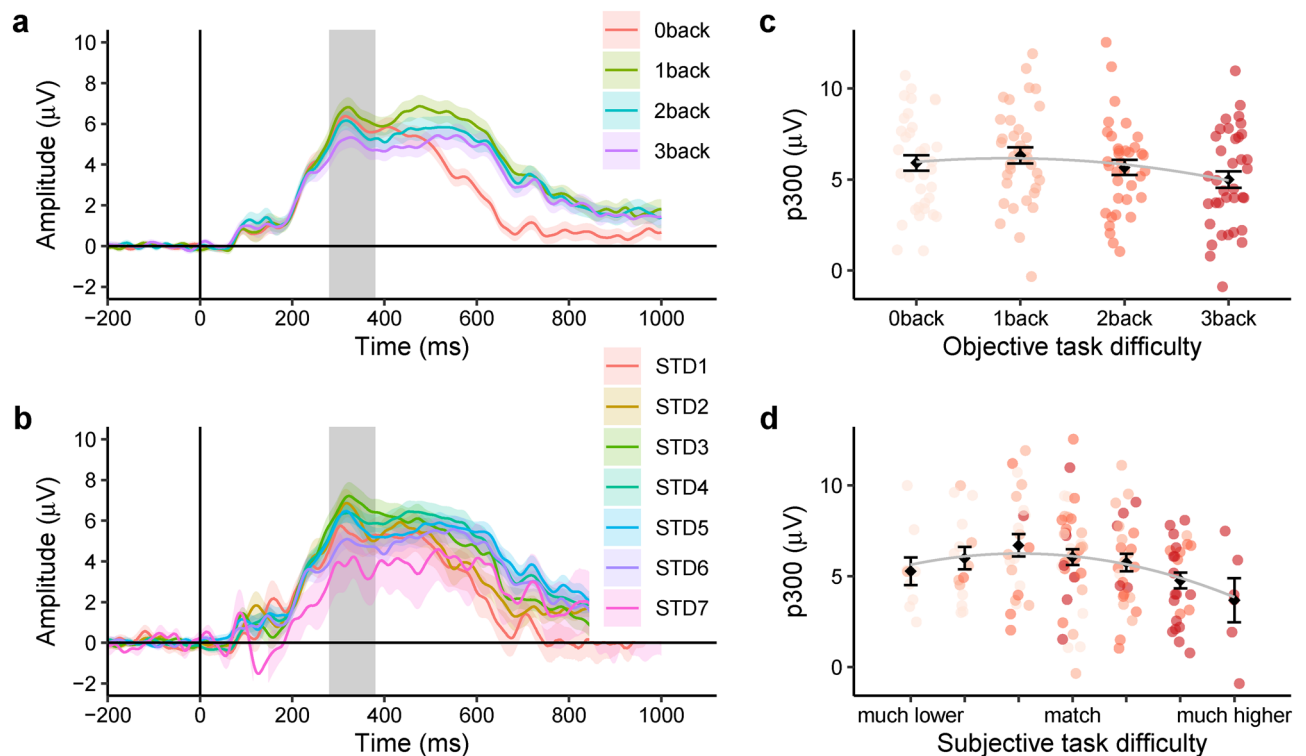 a
10
8
6
4
2
0
−2
Amplitude (μV)
−200 0 200 400 600 800 1000
Time (ms)
0back
1back
2back
3back
c
10
5
0
p300 (μV)
0back 1back 2back 3back
Objective task difficulty
b
10
8
6
4
2
0
−2
Amplitude (μV)
−200 0 200 400 600 800 1000
Time (ms)
STD1
STD2
STD3
STD4
STD5
STD6
STD7
d
10
5
0
p300 (μV)
much lower match much higher
Subjective task difficulty